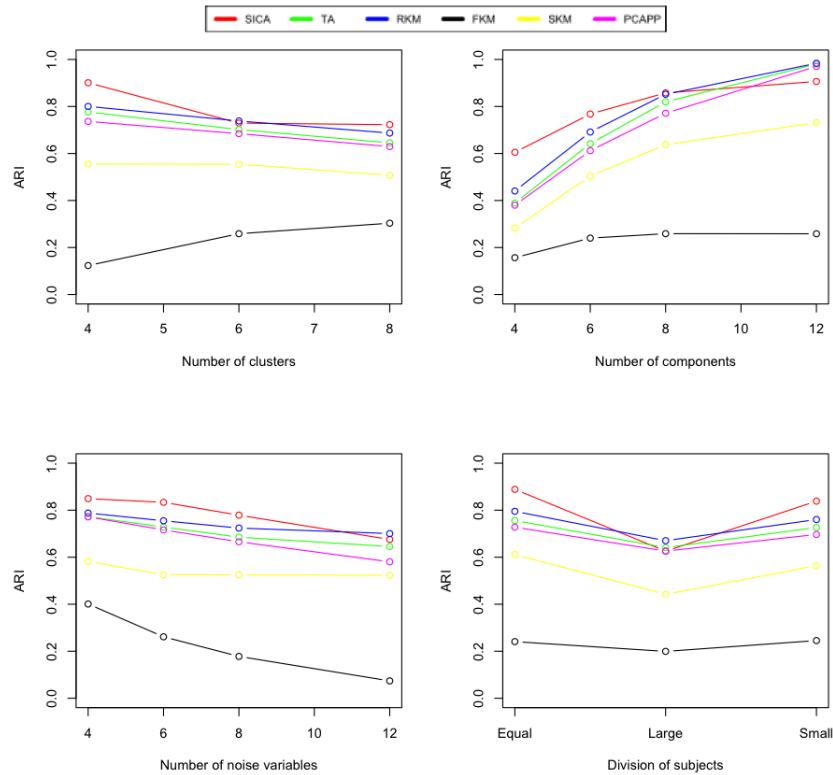 SICA TA RKM FKM SKM PCAPP
ARI
0.0 0.2 0.4 0.6 0.8 1.0
4 5 6 7 8
Number of clusters
ARI
0.0 0.2 0.4 0.6 0.8 1.0
4 6 8 10 12
Number of components
ARI
0.0 0.2 0.4 0.6 0.8 1.0
4 6 8 10 12
Number of noise variables
ARI
0.0 0.2 0.4 0.6 0.8 1.0
Equal Large Small
Division of subjects